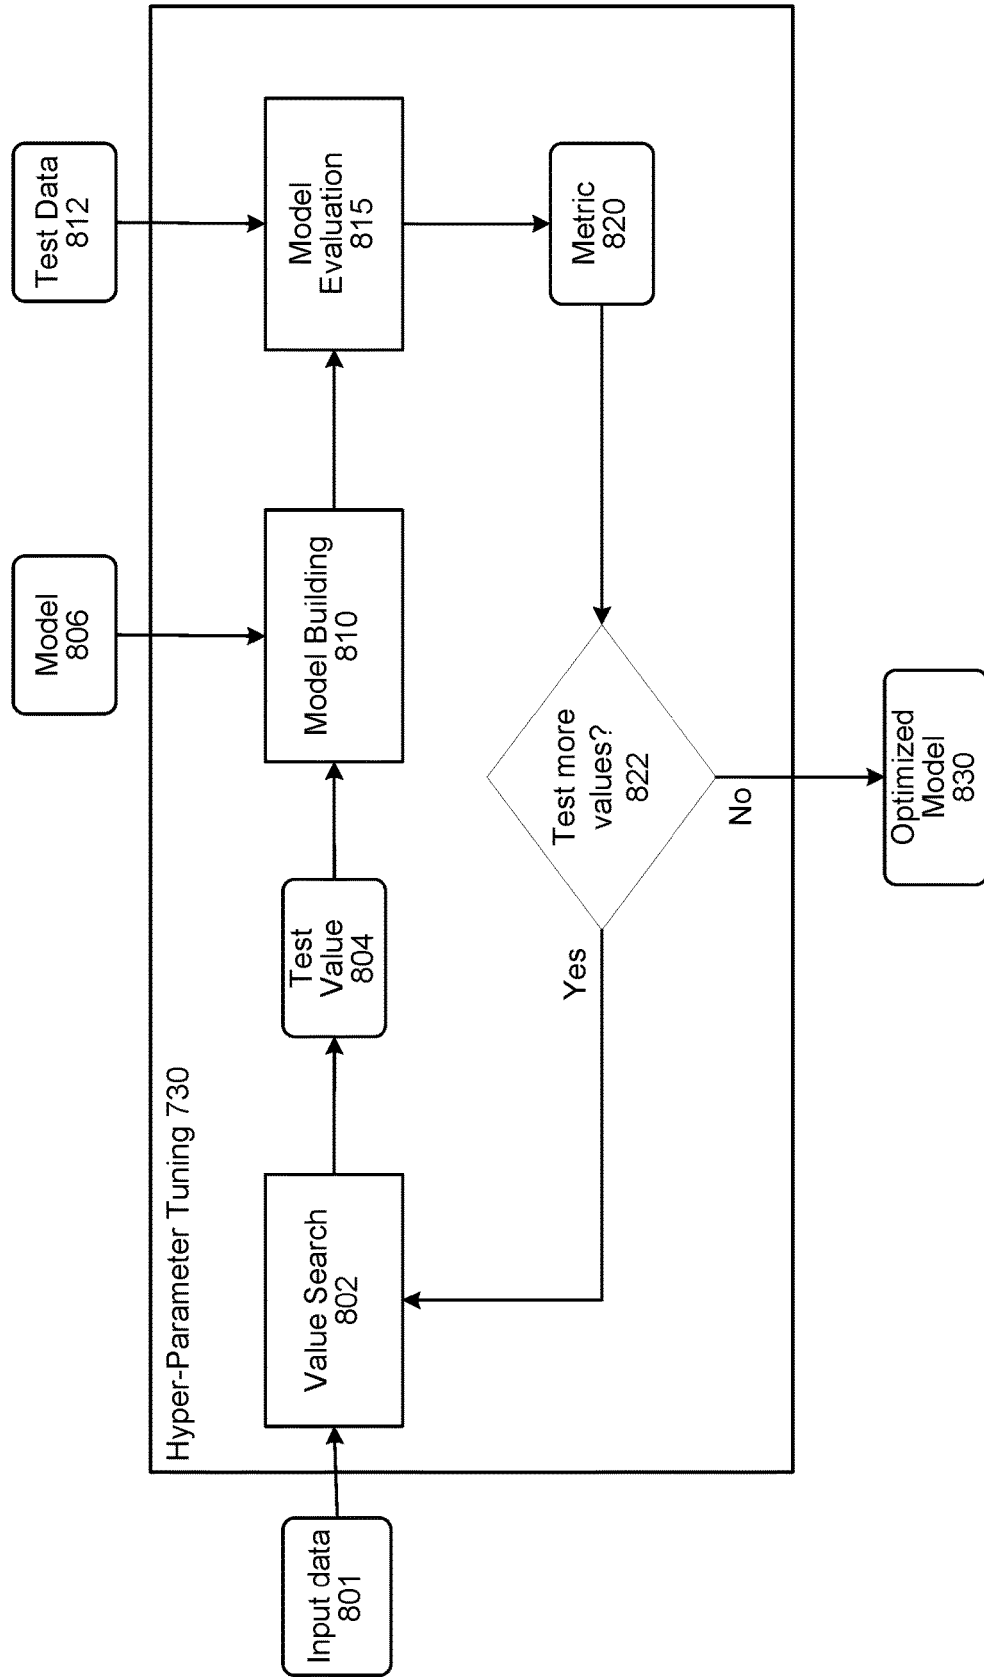 Hyper-Parameter Tuning 730
Input data
801
Value Search
802
Test
Value
804
Model
806
Model Building
810
Test Data
812
Model
Evaluation
815
Metric
820
Test more
values?
822
Yes
No
Optimized
Model
830